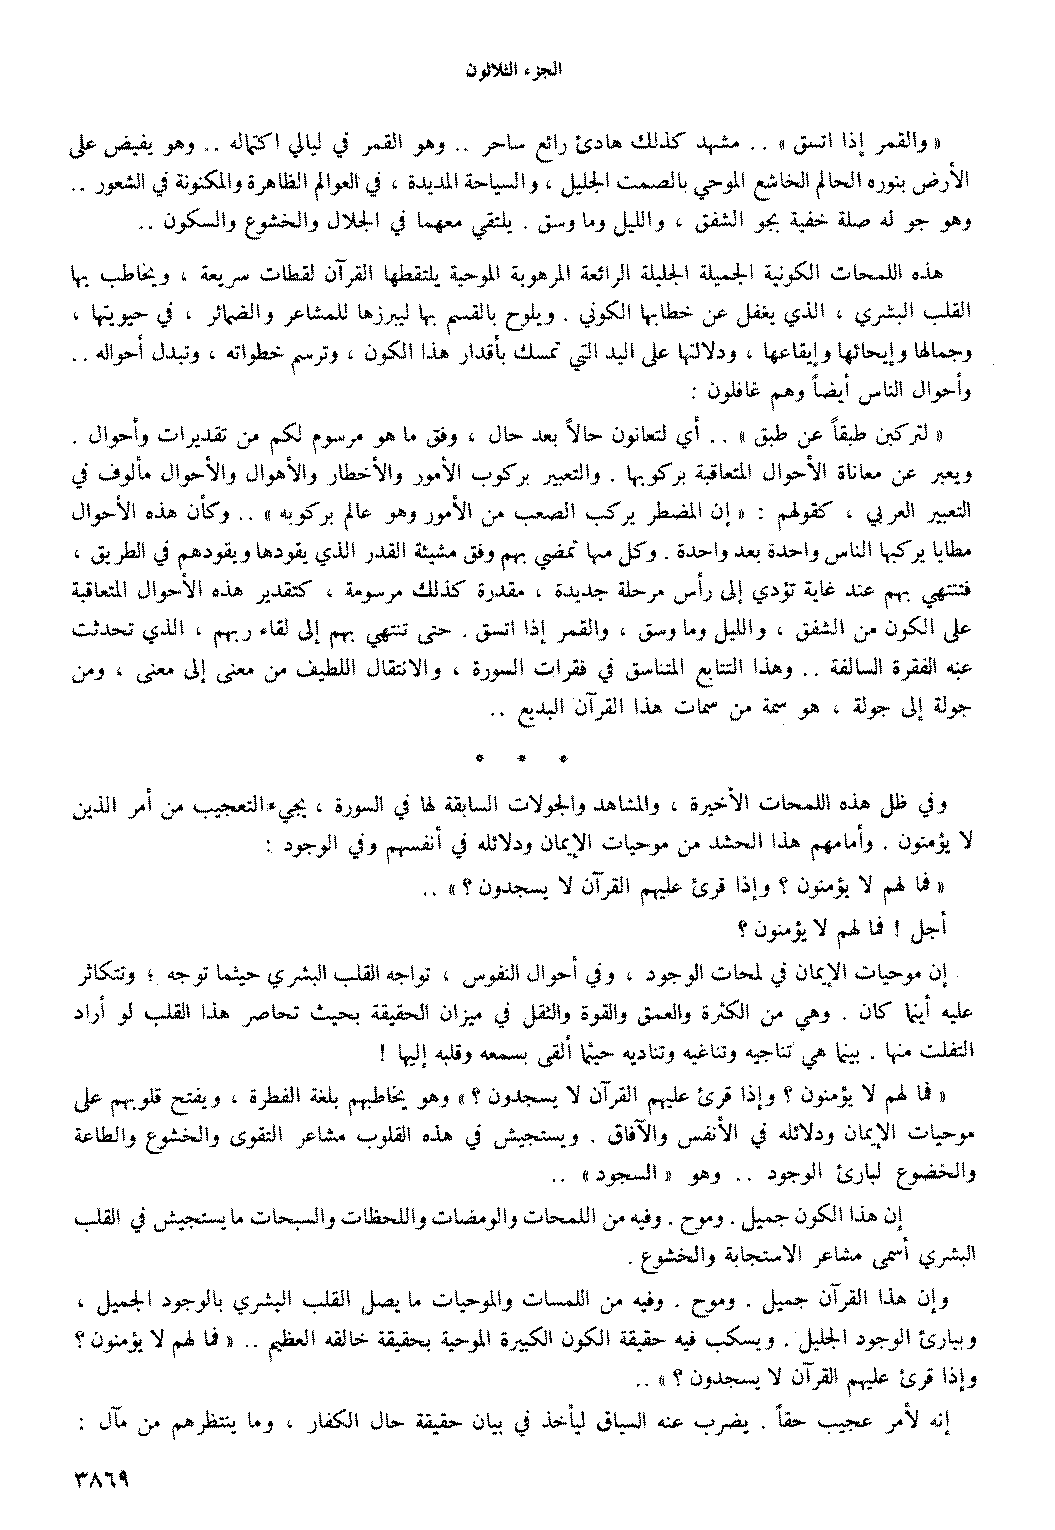 الجزء الثلاثون
« والقمر إذا اتسق » .. مشهد كذلك هادئ رائع ساحر .. وهو القمر في ليالي اكتماله .. وهو يفيض على
الأرض بنوره الحالم الخاشع الموحي بالصمت الجليل ، والسياحة المديدة ، في العوالم الظاهرة والمكنونة في الشعور ..
وهو جو له صلة خفية بجو الشفق ، والليل وما وسق . يلتقي معهما في الجلال والخشوع والسكون ..
هذه اللمحات الكونية الجميلة الجليلة الرائعة المرهوبة الموحية يلتقطها القرآن لقطات سريعة ، ويخاطب بها
القلب البشري ، الذي يغفل عن خطابها الكوني . ويلوح بالقسم بها ليبرزها للمشاعر والضمائر ، في حيويتها ،
وجمالها وإيحائها وإيقاعها ، ودلالتها على اليد التي تمسك بأقدار هذا الكون ، وترسم خطواته ، وتبدل أحواله ..
وأحوال الناس أيضاً وهم غافلون :
« لتركبن طبقاً عن طبق » .. أي لتعانون حالاً بعد حال ، وفق ما هو مرسوم لكم من تقديرات وأحوال .
ويعبر عن معاناة الأحوال المتعاقبة بركوبها . والتعبير بركوب الأمور والأخطار والأهوال والأحوال مألوف في
التعبير العربي ، كقولهم : « إن المضطر يركب الصعب من الأمور وهو عالم بركوبه » .. وكأن هذه الأحوال
مطايا يركبها الناس واحدة بعد واحدة . وكل منها تمضي بهم وفق مشيئة القدر الذي يقودها ويقودهم في الطريق ،
فتنتهي بهم عند غاية تؤدي إلى رأس مرحلة جديدة ، مقدرة كذلك مرسومة ، كتقدير هذه الأحوال المتعاقبة
على الكون من الشفق ، والليل وما وسق ، والقمر إذا اتسق . حتى تنتهي بهم إلى لقاء ربهم ، الذي تحدثت
عنه الفقرة السالفة .. وهذا التتابع المتناسق في فقرات السورة ، والانتقال اللطيف من معنى إلى معنى ، ومن
جولة إلى جولة ، هو سمة من سمات هذا القرآن البديع ..
* * *
وفي ظل هذه اللمحات الأخيرة ، والمشاهد والجولات السابقة لها في السورة ، يجيء التعجيب من أمر الذين
لا يؤمنون . وأمامهم هذا الحشد من موحيات الإيمان ودلائله في أنفسهم وفي الوجود :
« فما لهم لا يؤمنون ؟ وإذا قرئ عليهم القرآن لا يسجدون ؟ » ..
أجل ! فما لهم لا يؤمنون ؟
إن موحيات الإيمان في لمحات الوجود ، وفي أحوال النفوس ، تواجه القلب البشري حيثما توجه ؛ وتتكاثر
عليه أينما كان . وهي من الكثرة والعمق والقوة والثقل في ميزان الحقيقة بحيث تحاصر هذا القلب لو أراد
التفلت منها . بينما هي تناجيه وتناغيه وتناديه حيثما ألقى بسمعه وقلبه إليها !
« فما لهم لا يؤمنون ؟ وإذا قرئ عليهم القرآن لا يسجدون ؟ » وهو يخاطبهم بلغة الفطرة ، ويفتح قلوبهم على
موحيات الإيمان ودلائله في الأنفس والآفاق . ويستجيش في هذه القلوب مشاعر التقوى والخشوع والطاعة
والخضوع لبارئ الوجود .. وهو « السجود » ..
إن هذا الكون جميل . وموح . وفيه من اللمحات والومضات واللحظات والسبحات ما يستجيش في القلب
البشري أسمى مشاعر الاستجابة والخشوع .
وإن هذا القرآن جميل . وموح . وفيه من اللمسات والموحيات ما يصل القلب البشري بالوجود الجميل ،
وببارئ الوجود الجليل . ويسكب فيه حقيقة الكون الكبيرة الموحية بحقيقة خالقه العظيم .. « فما لهم لا يؤمنون ؟
وإذا قرئ عليهم القرآن لا يسجدون ؟ » ..
إنه لأمر عجيب حقاً . يضرب عنه السياق ليأخذ في بيان حقيقة حال الكفار ، وما ينتظرهم من مآل :
٣٨٦٩